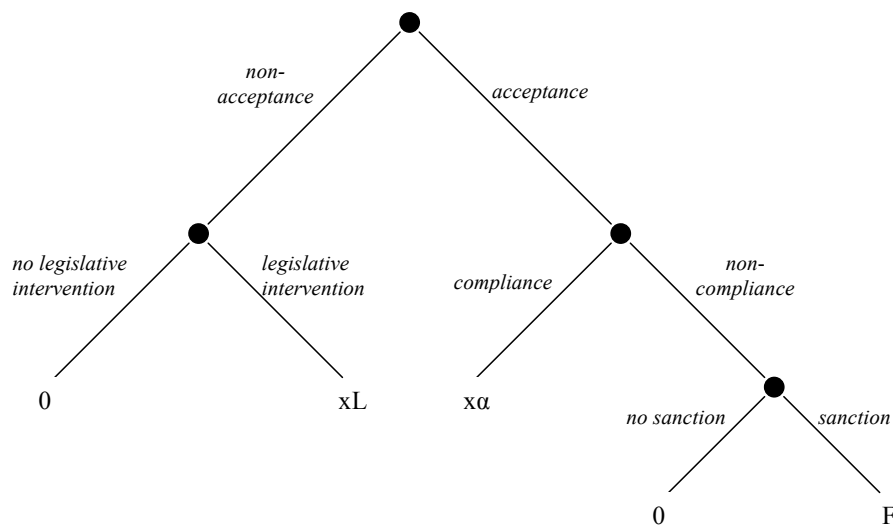 non-
acceptance
acceptance
no legislative
intervention
legislative
intervention
compliance
non-
compliance
0
xL
xα
no sanction
sanction
0
F